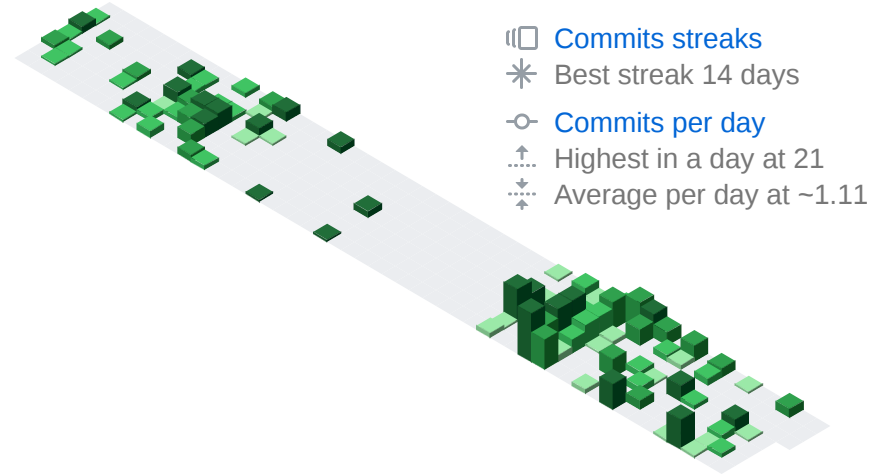 Commits streaks
Best streak 14 days
Commits per day
Highest in a day at 21
Average per day at ~1.11